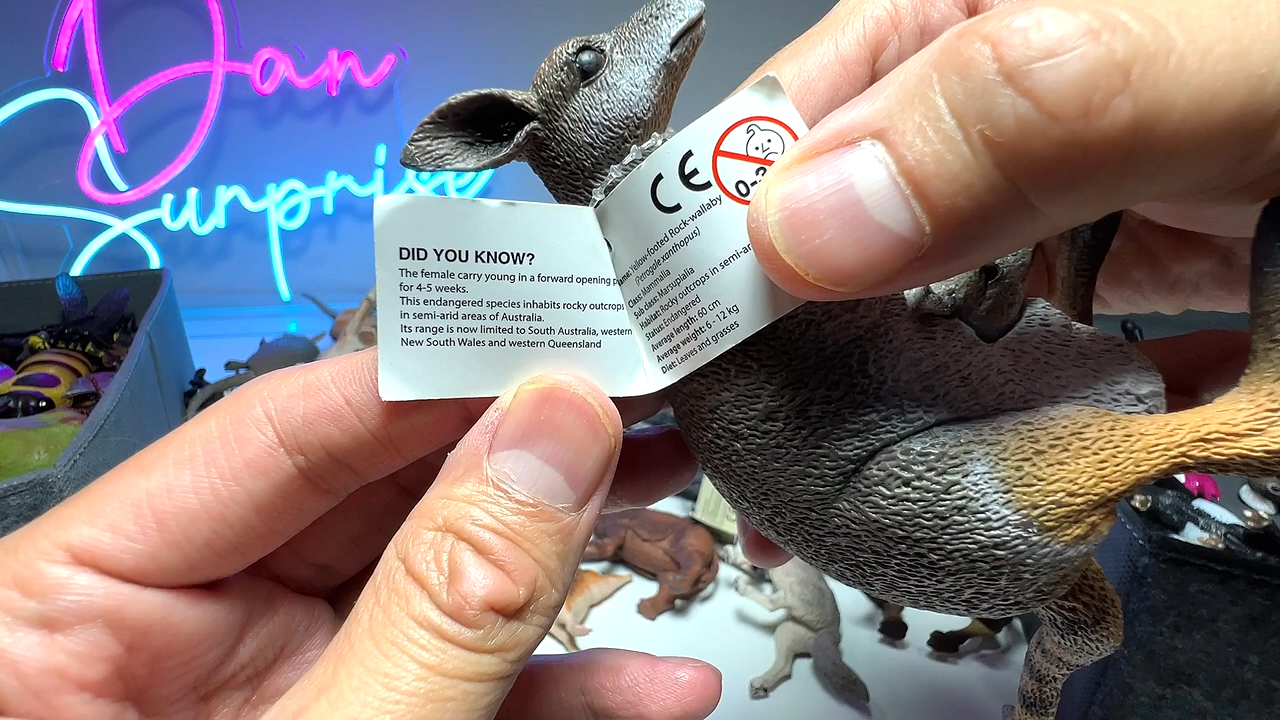 Dan
Surprise
DID YOU KNOW?
The female carry young in a forward opening
for 4-5 weeks.
This endangered species inhabits rocky outcrops
in semi-arid areas of Australia.
Its range is now limited to South Australia, western
New South Wales and western Queensland
CE
0-3
Name: Yellow-footed Rock-wallaby
(Petrogale xanthopus)
Class: Mammalia
Sub class: Marsupialia
Habitat: Rocky outcrops in semi-
Status: Endangered
Average length: 60 cm
Average weight: 6 - 12 kg
Diet: Leaves and grasses